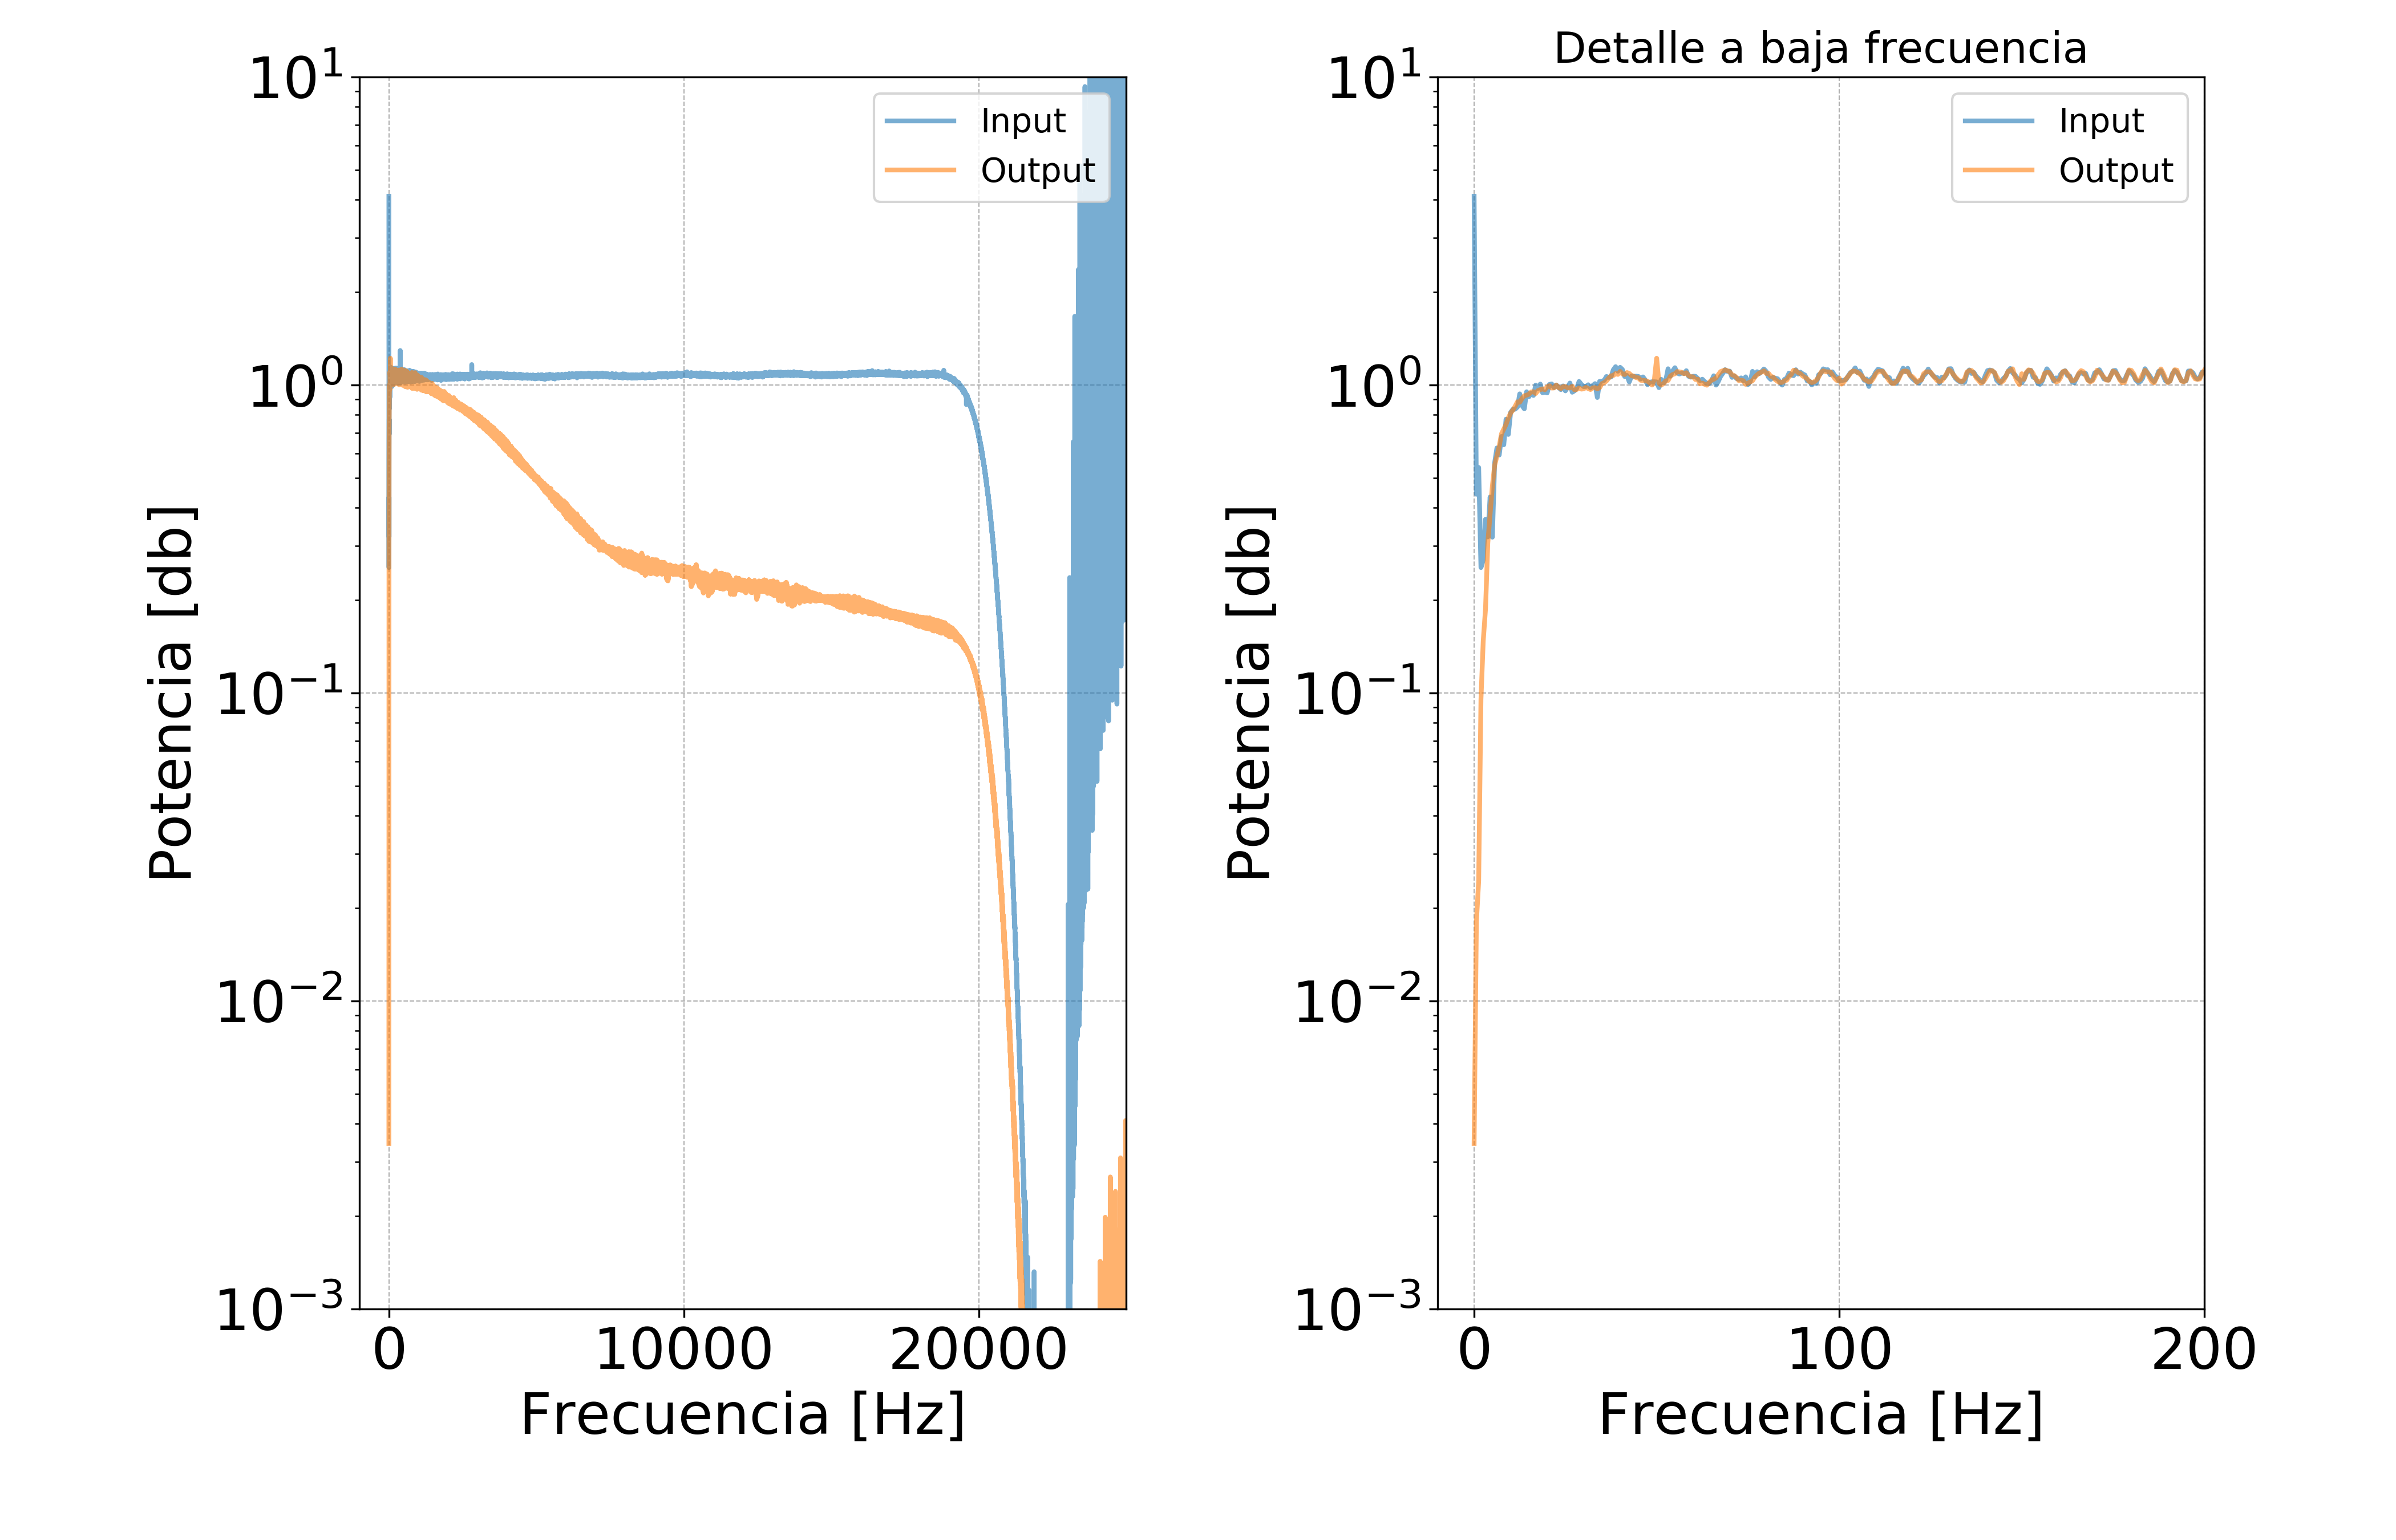 10^1
10^0
10^−1
10^−2
10^−3
Potencia [db]
0
10000
20000
Frecuencia [Hz]
Input
Output
Detalle a baja frecuencia
10^1
10^0
10^−1
10^−2
10^−3
Potencia [db]
0
100
200
Frecuencia [Hz]
Input
Output